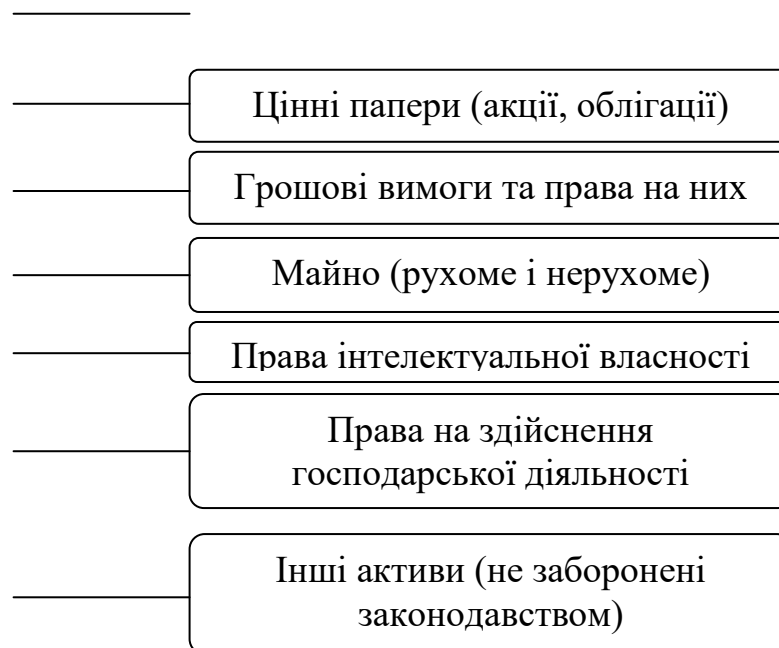 Цінні папери (акції, облігації)
Грошові вимоги та права на них
Майно (рухоме і нерухоме)
Права інтелектуальної власності
Права на здійснення
господарської діяльності
Інші активи (не заборонені
законодавством)